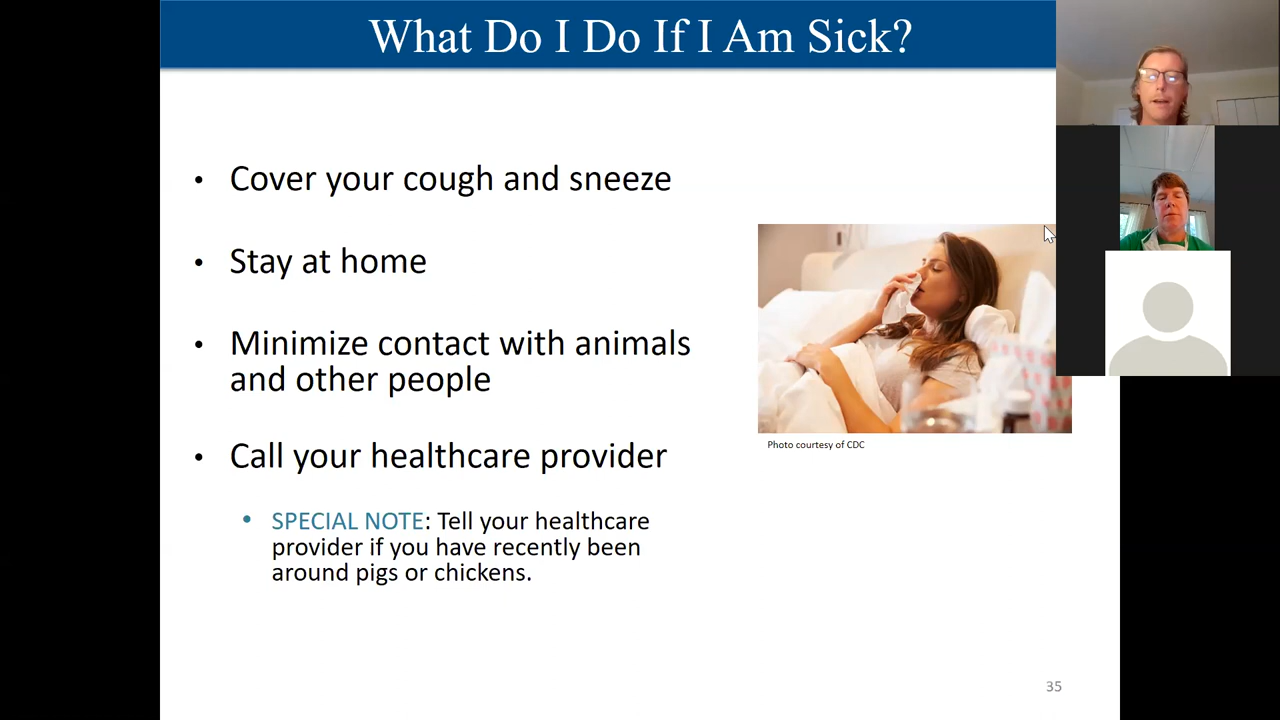 What Do I Do If I Am Sick?
• Cover your cough and sneeze
• Stay at home
• Minimize contact with animals
and other people
• Call your healthcare provider
• SPECIAL NOTE: Tell your healthcare
provider if you have recently been
around pigs or chickens.
Photo courtesy of CDC
35